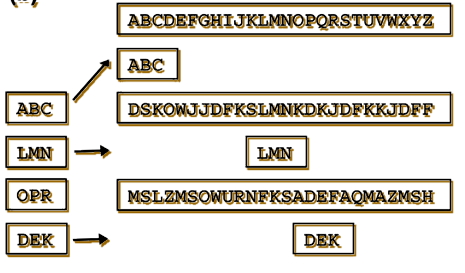 ABCDEFGHIJKLMNOPQRSTUVWXYZ
ABC
ABC
DSKOWJJDFKSLMNKDKJDFKKJDFF
LMN
LMN
OPR
MSLZMSOWURNFKSADEFAQMAZMSH
DEK
DEK